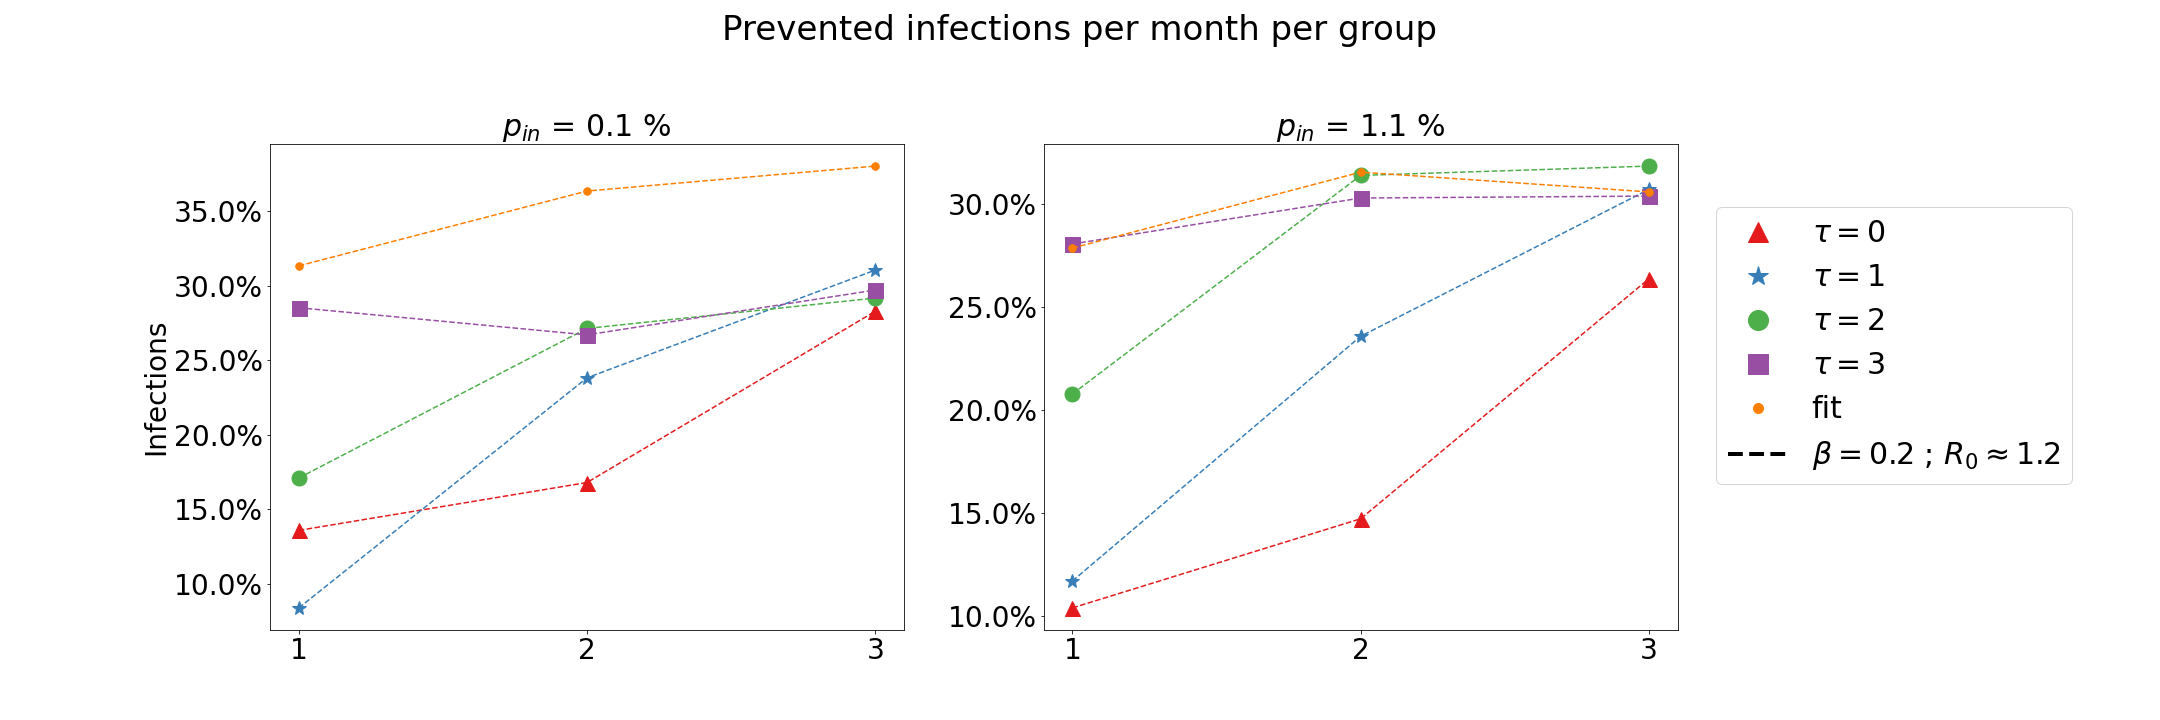 Prevented infections per month per group
p_in = 0.1 %
p_in = 1.1 %
Infections
35.0%
30.0%
25.0%
20.0%
15.0%
10.0%
1 2 3
30.0%
25.0%
20.0%
15.0%
10.0%
1 2 3
τ = 0
τ = 1
τ = 2
τ = 3
fit
β = 0.2 ; R₀ ≈ 1.2